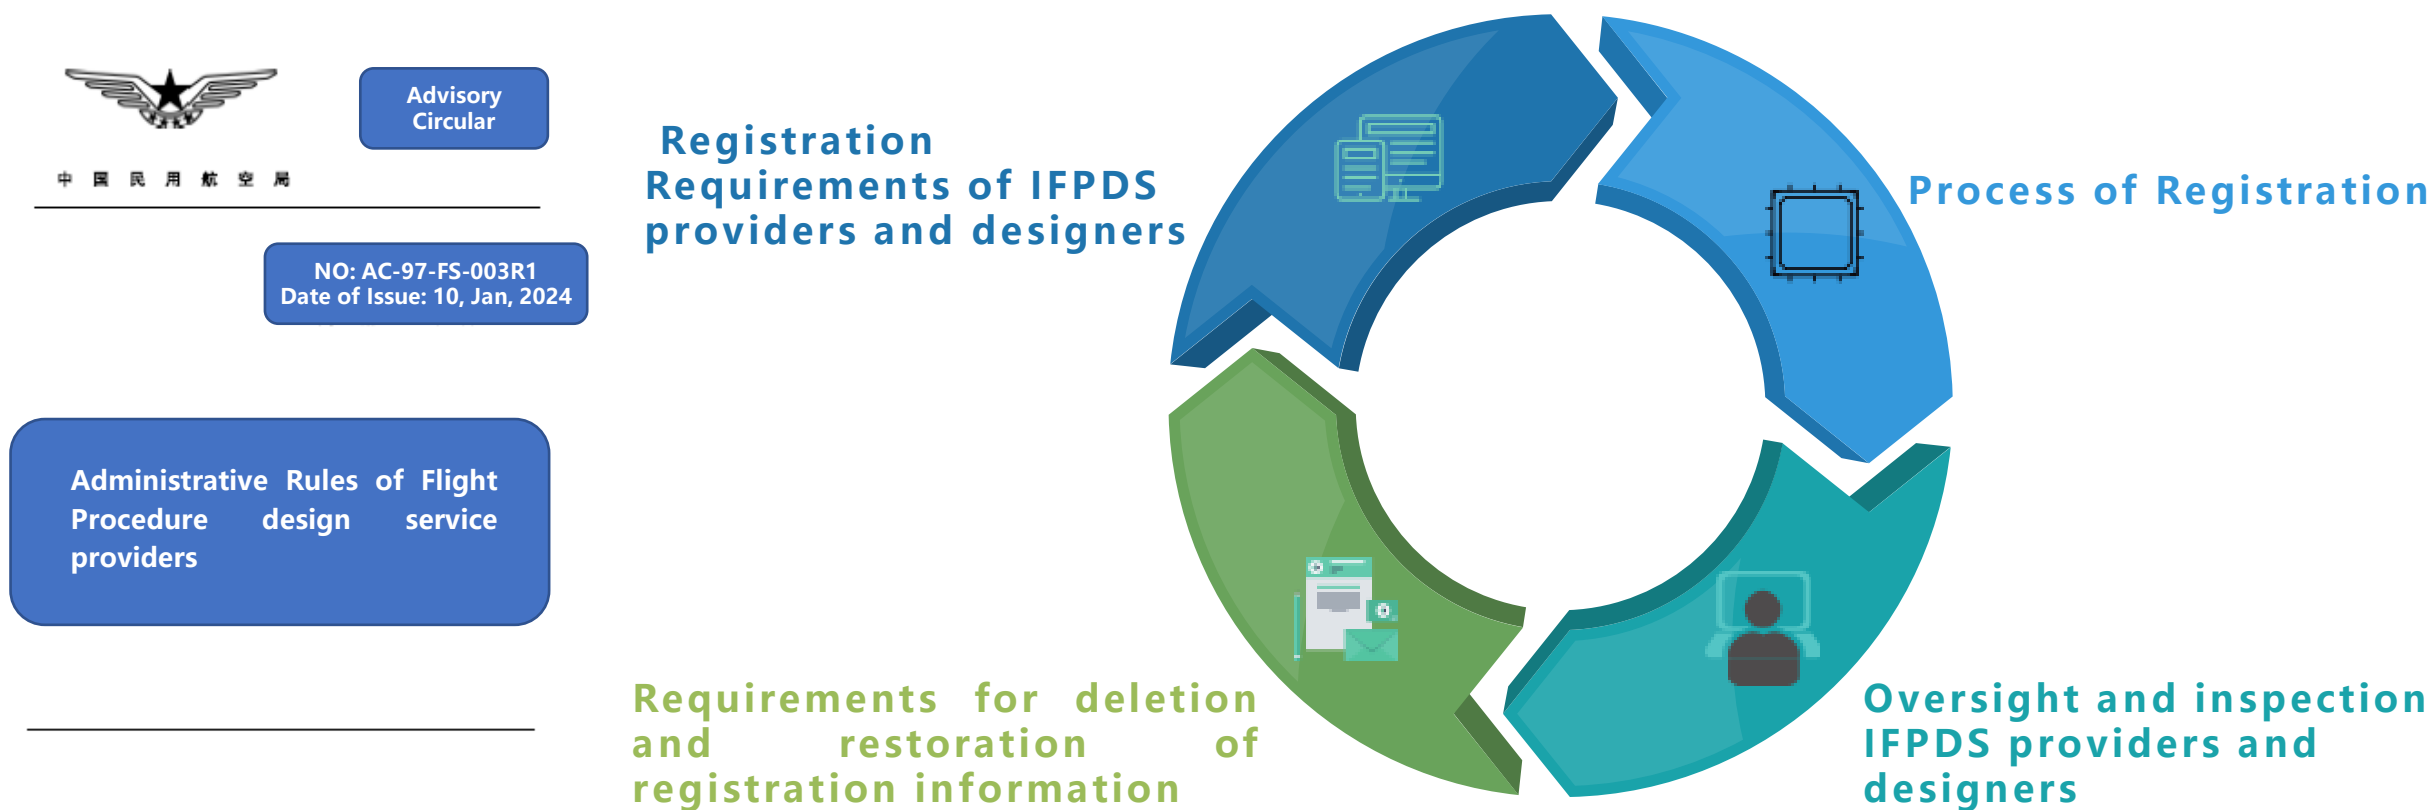 Advisory
Circular
中国民用航空局
NO: AC-97-FS-003R1
Date of Issue: 10, Jan, 2024
Administrative Rules of Flight
Procedure design service
providers
Registration
Requirements of IFPDS
providers and designers
Process of Registration
Requirements for deletion
and restoration of
registration information
Oversight and inspection
IFPDS providers and
designers